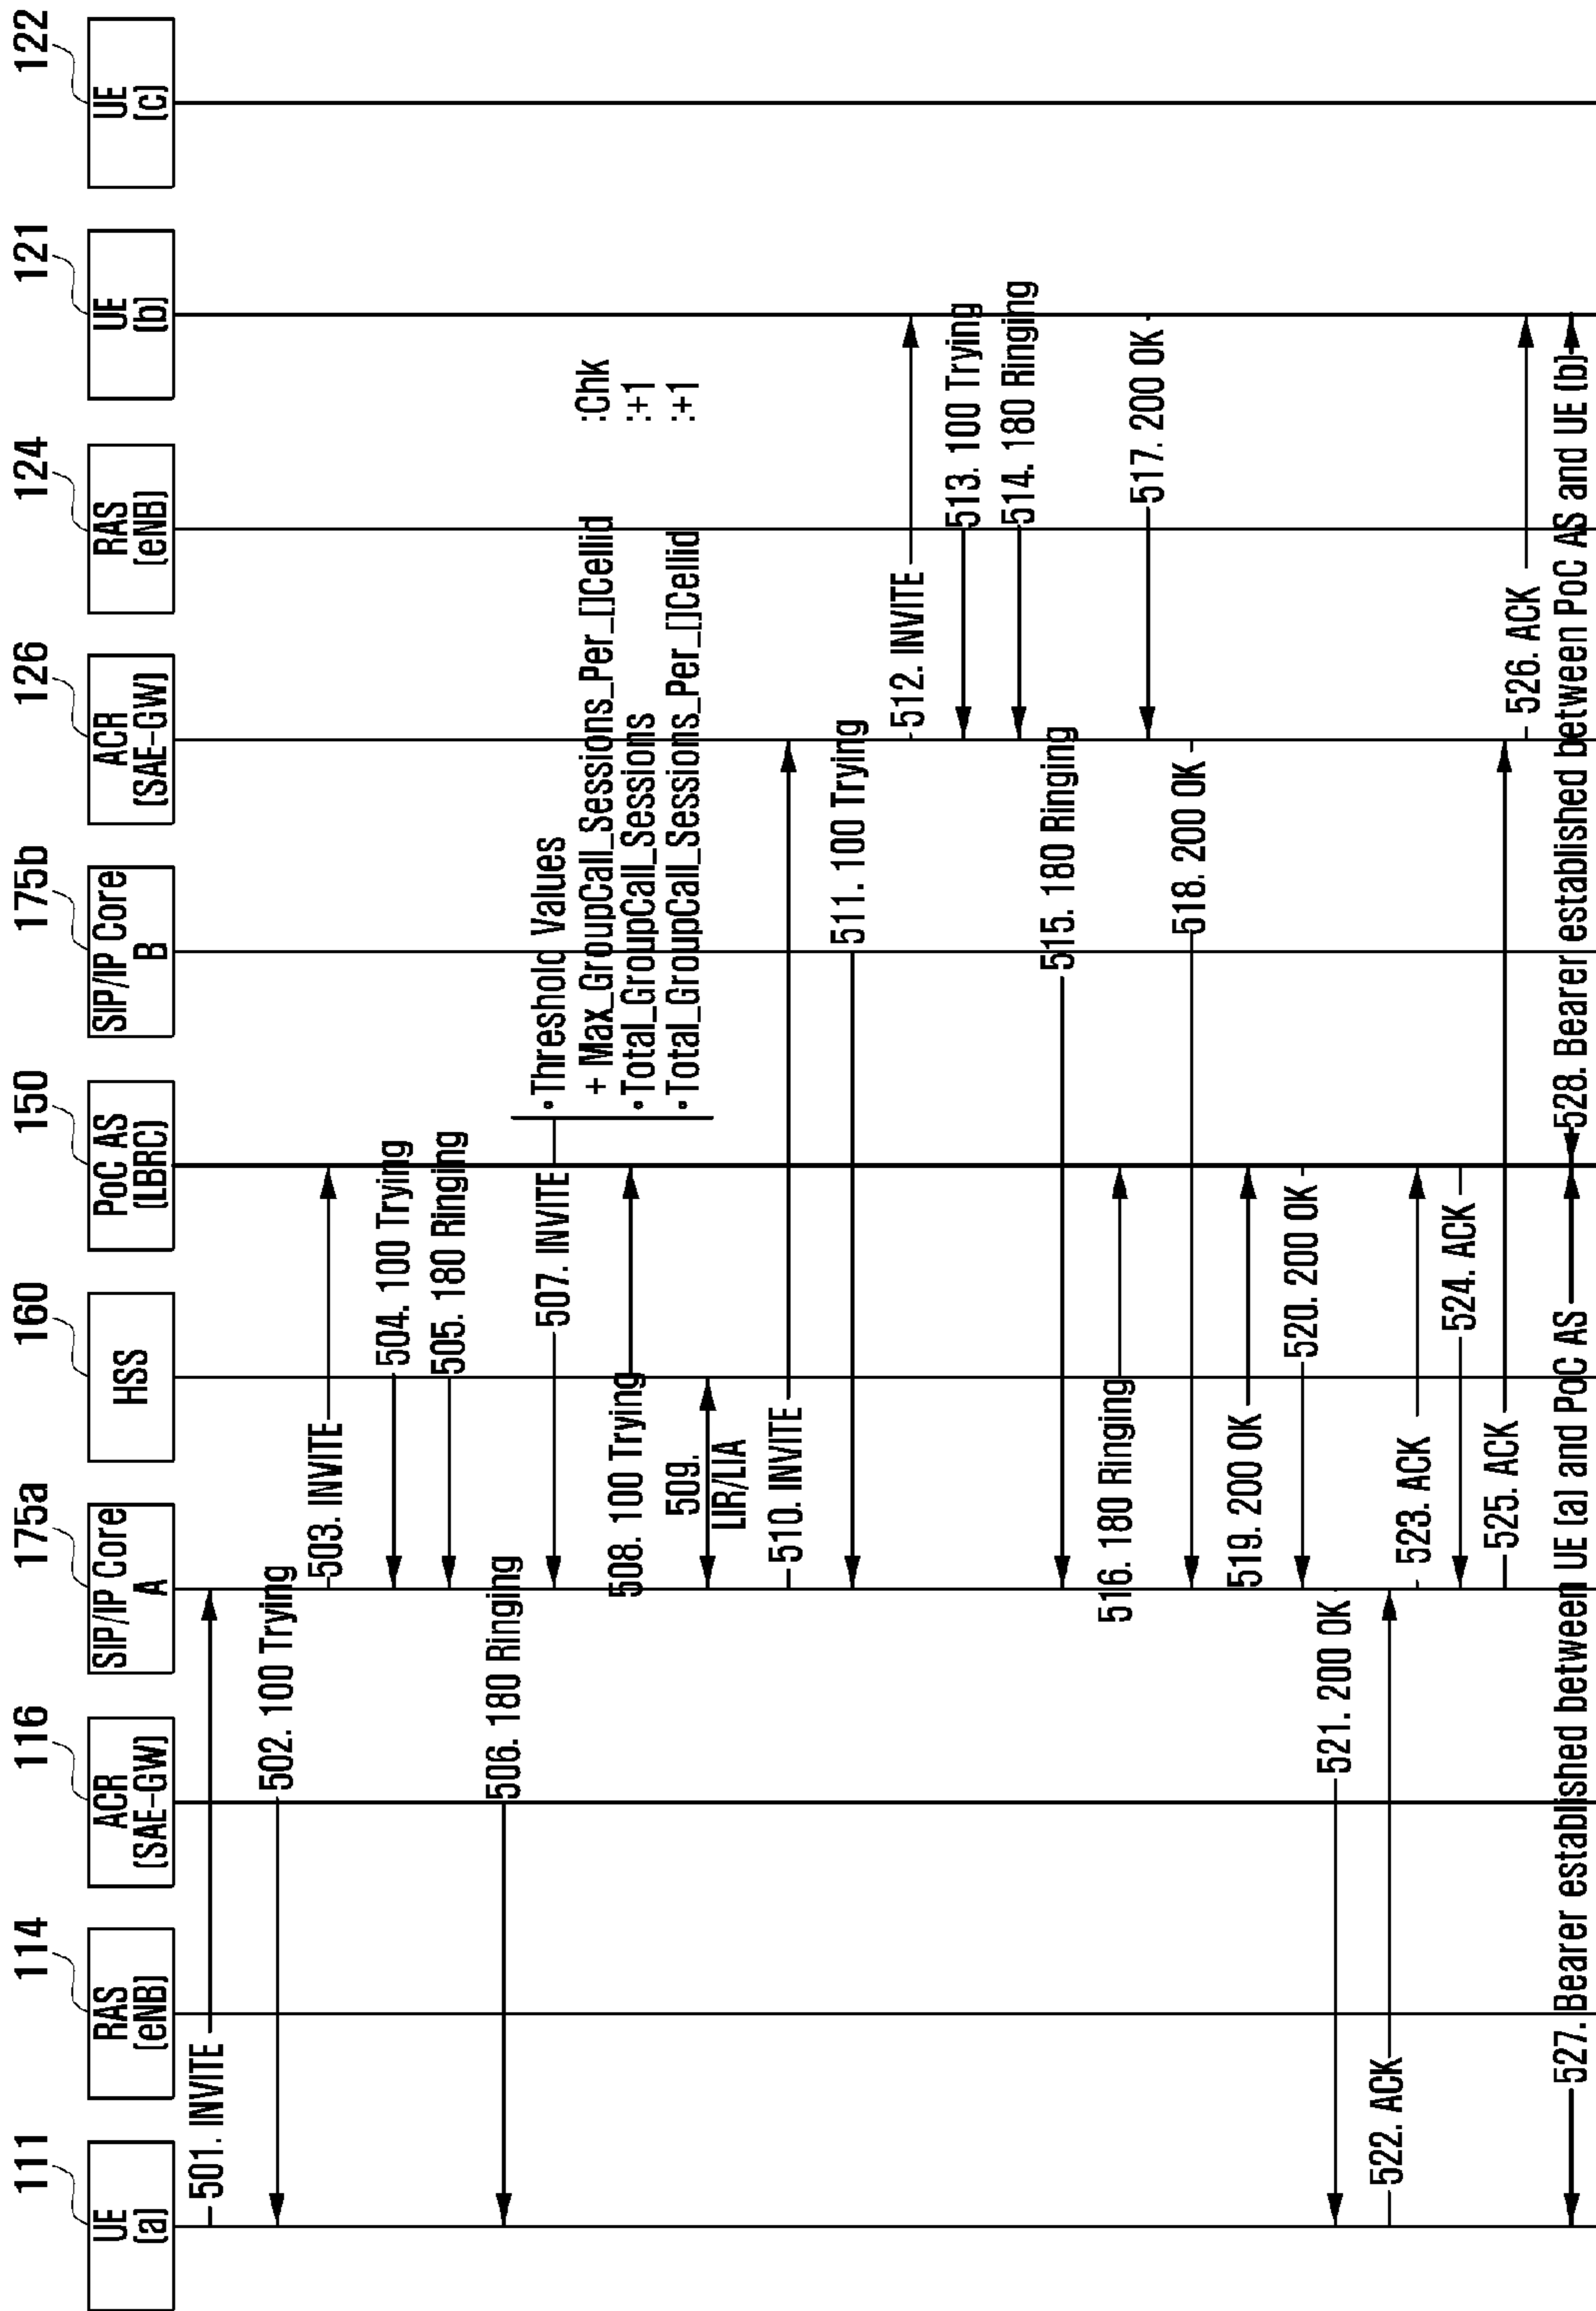 111
114
116
175a
160
150
175b
126
124
121
122
UE
(a)
RAS
(eNB)
ACR
(SAE-GW)
SIP/IP Core
A
HSS
PoC AS
(LBRC)
SIP/IP Core
B
ACR
(SAE-GW)
RAS
(eNB)
UE
(b)
UE
(c)
501. INVITE
502. 100 Trying
503. INVITE
504. 100 Trying
505. 180 Ringing
506. 180 Ringing
507. INVITE
• Threshold Values
+ Max_GroupCall_Sessions_Per_[]Cellid :Chk
• Total_GroupCall_Sessions :+1
• Total_GroupCall_Sessions_Per_[]Cellid :+1
508. 100 Trying
509.
LIR/LIA
510. INVITE
511. 100 Trying
512. INVITE
513. 100 Trying
514. 180 Ringing
515. 180 Ringing
516. 180 Ringing
517. 200 OK
518. 200 OK
519. 200 OK
520. 200 OK
521. 200 OK
522. ACK
523. ACK
524. ACK
525. ACK
526. ACK
527. Bearer established between UE (a) and PoC AS
528. Bearer established between PoC AS and UE (b)